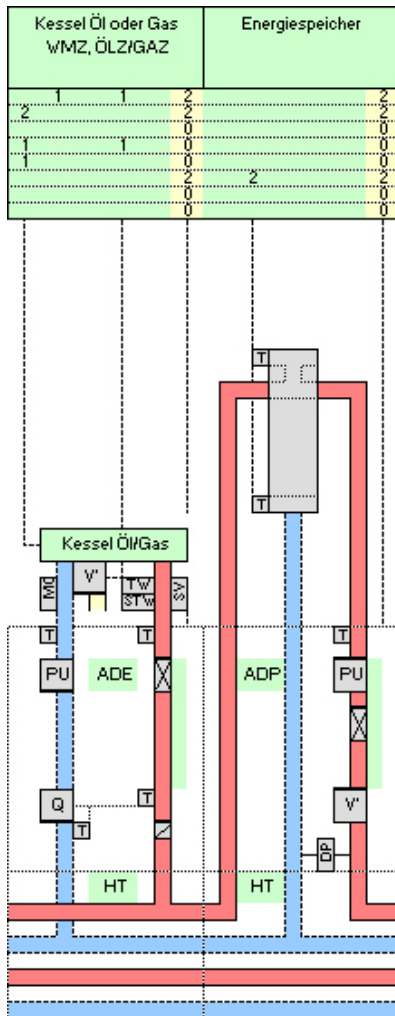 Kessel Öl oder Gas
WMZ, ÖLZ/GAZ
Energiespeicher
1 1 2 2
2 2 2
0 0
1 1 0 0
1 0 0
2 2 2
0 0
0 0
T
T
Kessel Öl/Gas
V'
TW
STW
SV
T T T
PU ADE ADP PU
T
Q V'
T
DP
HT HT